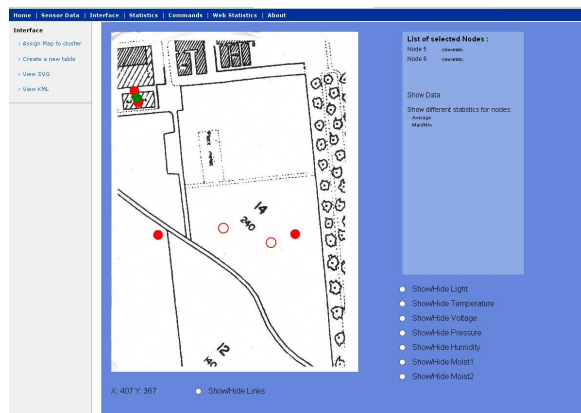 Home | Sensor Data | Interface | Statistics | Commands | Web Statistics | About
Interface
› Assign Map to cluster
› Create a new table
› View SVG
› View KML
List of selected Nodes :
Node 5
Node 6
Show Data
Show different statistics for nodes:
Average
Max/Min
14
240
12
Show/Hide Light
Show/Hide Temperature
Show/Hide Voltage
Show/Hide Pressure
Show/Hide Humidity
Show/Hide Moist1
Show/Hide Moist2
X: 407 Y: 367
Show/Hide Links